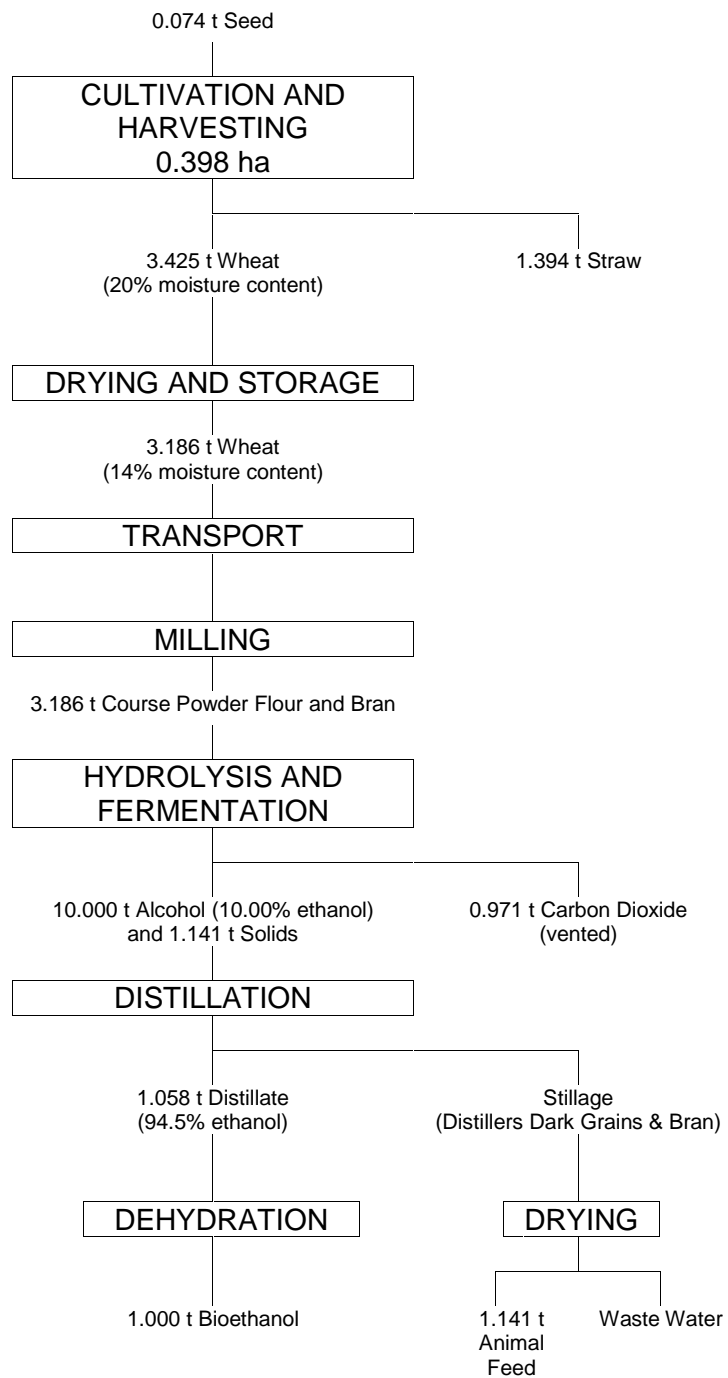 0.074 t Seed
CULTIVATION AND
HARVESTING
0.398 ha
3.425 t Wheat
(20% moisture content)
1.394 t Straw
DRYING AND STORAGE
3.186 t Wheat
(14% moisture content)
TRANSPORT
MILLING
3.186 t Course Powder Flour and Bran
HYDROLYSIS AND
FERMENTATION
10.000 t Alcohol (10.00% ethanol)
and 1.141 t Solids
0.971 t Carbon Dioxide
(vented)
DISTILLATION
1.058 t Distillate
(94.5% ethanol)
Stillage
(Distillers Dark Grains & Bran)
DEHYDRATION
DRYING
1.000 t Bioethanol
1.141 t
Animal
Feed
Waste Water